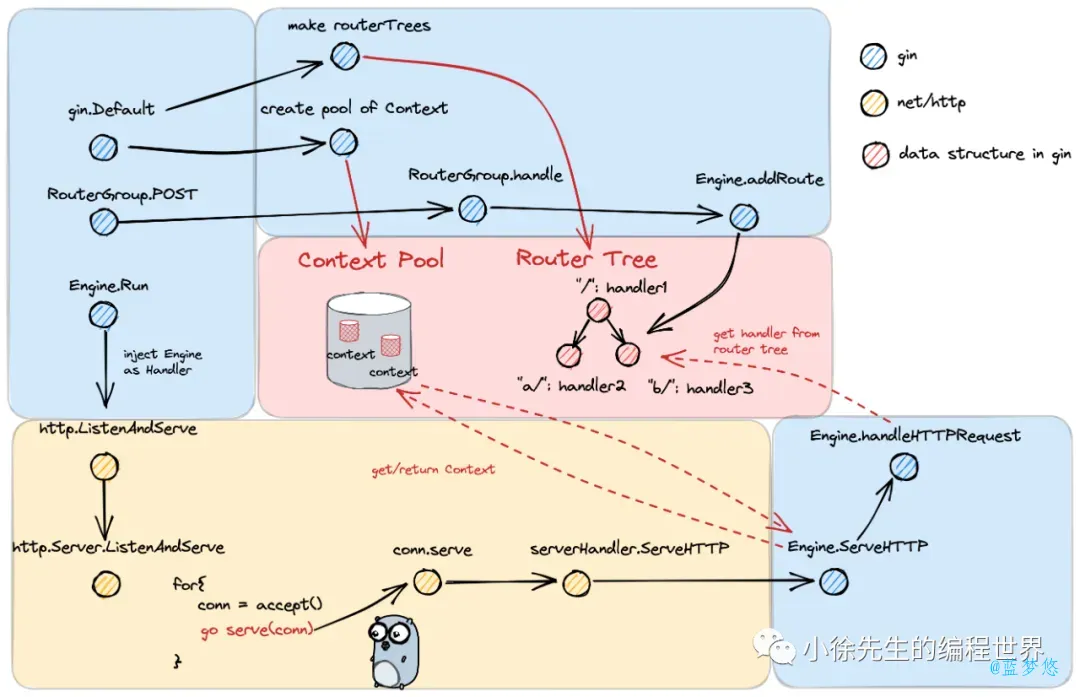 make routerTrees
gin.Default
create pool of Context
RouterGroup.POST
RouterGroup.handle
Engine.addRoute
gin
net/http
data structure in gin
Engine.Run
inject Engine
as Handler
Context Pool
context
context
Router Tree
"/": handler1
"a/": handler2
"b/": handler3
get handler from
router tree
http.ListenAndServe
get/return Context
Engine.handleHTTPRequest
http.Server.ListenAndServe
for{
conn = accept()
go serve(conn)
}
conn.serve
serverHandler.ServeHTTP
Engine.ServeHTTP
小徐先生的编程世界
@蓝梦悠